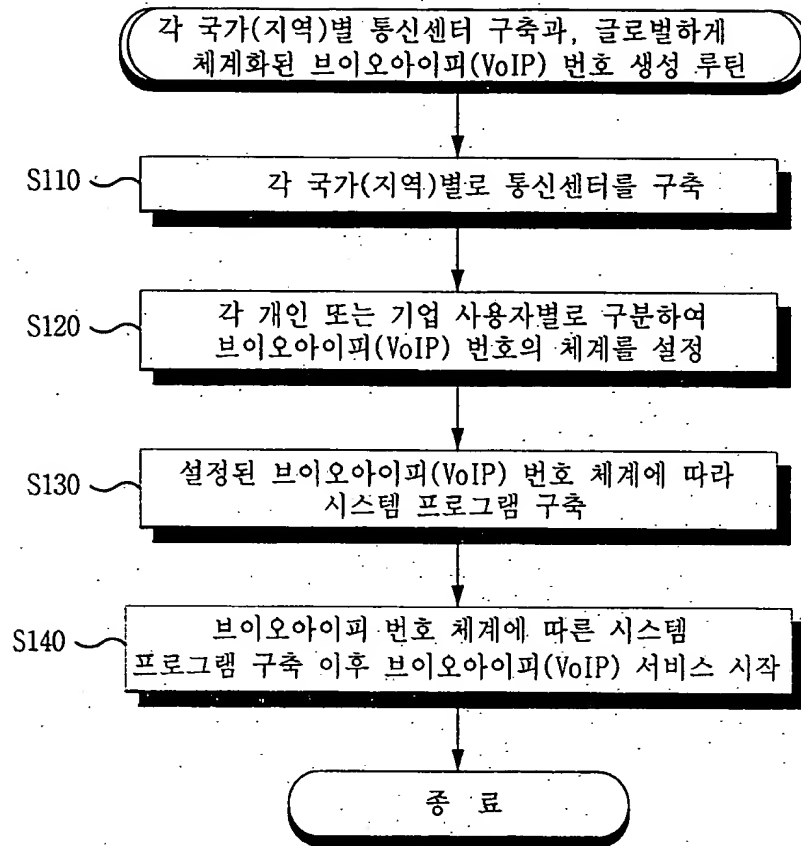 각 국가(지역)별 통신센터 구축과, 글로벌하게
체계화된 브이오아이피(VoIP) 번호 생성 루틴
S110
각 국가(지역)별로 통신센터를 구축
S120
각 개인 또는 기업 사용자별로 구분하여
브이오아이피(VoIP) 번호의 체계를 설정
S130
설정된 브이오아이피(VoIP) 번호 체계에 따라
시스템 프로그램 구축
S140
브이오아이피 번호 체계에 따른 시스템
프로그램 구축 이후 브이오아이피(VoIP) 서비스 시작
종 료